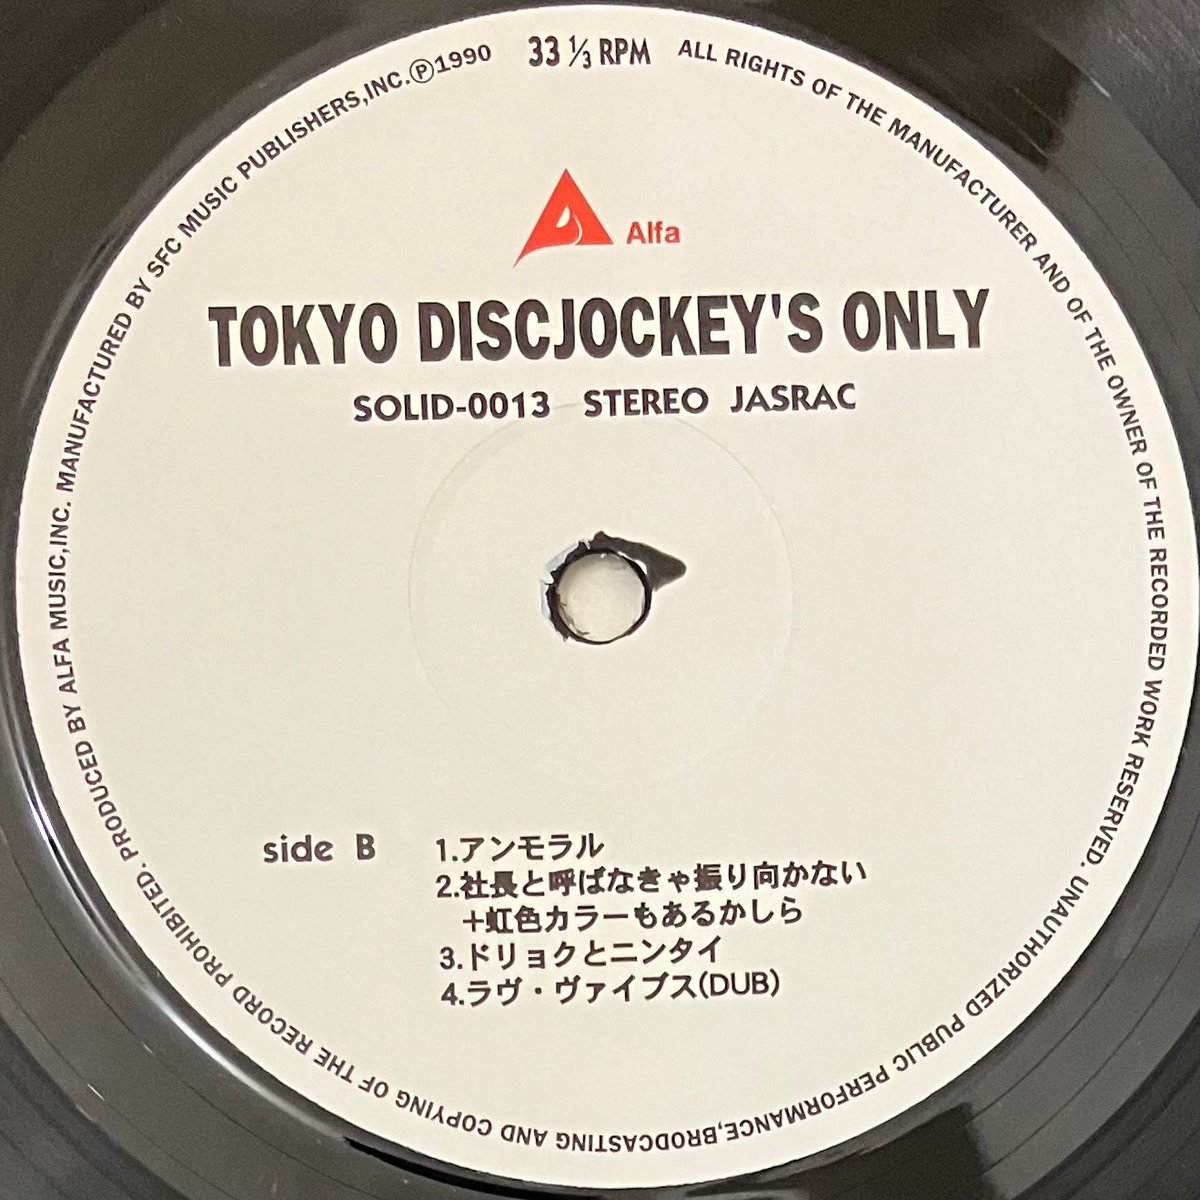 PRODUCED BY ALFA MUSIC,INC. MANUFACTURED BY SFC MUSIC PUBLISHERS,INC.Ⓟ1990
33 1/3 RPM
ALL RIGHTS OF THE MANUFACTURER AND OF THE OWNER OF THE RECORDED WORK RESERVED. UNAUTHORIZED PUBLIC PERFORMANCE,BRODCASTING AND COPYING OF THE RECORD PROHIBITED.
Alfa
TOKYO DISCJOCKEY'S ONLY
SOLID-0013 STEREO JASRAC
side B
1.アンモラル
2.社長と呼ばなきゃ振り向かない
+虹色カラーもあるかしら
3.ドリョクとニンタイ
4.ラヴ・ヴァイブス(DUB)